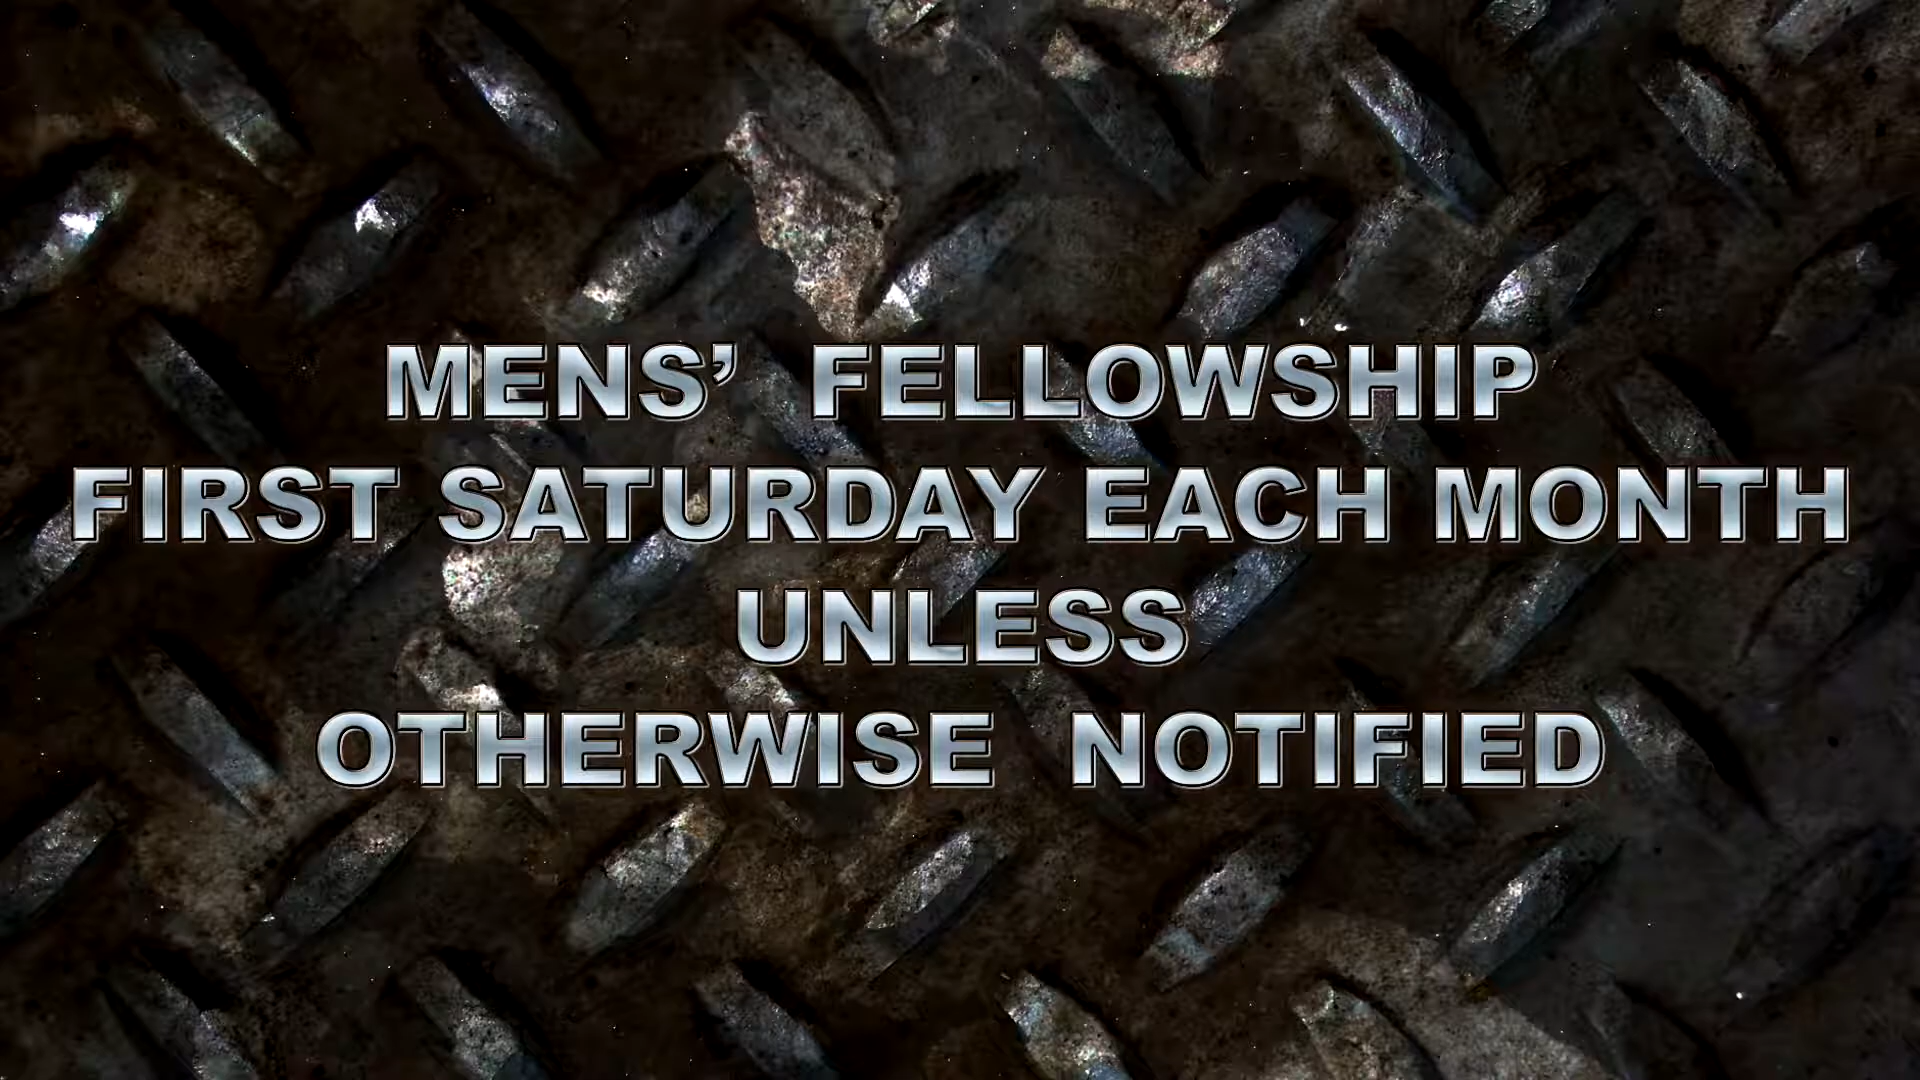 MENS’ FELLOWSHIP
FIRST SATURDAY EACH MONTH
UNLESS
OTHERWISE NOTIFIED